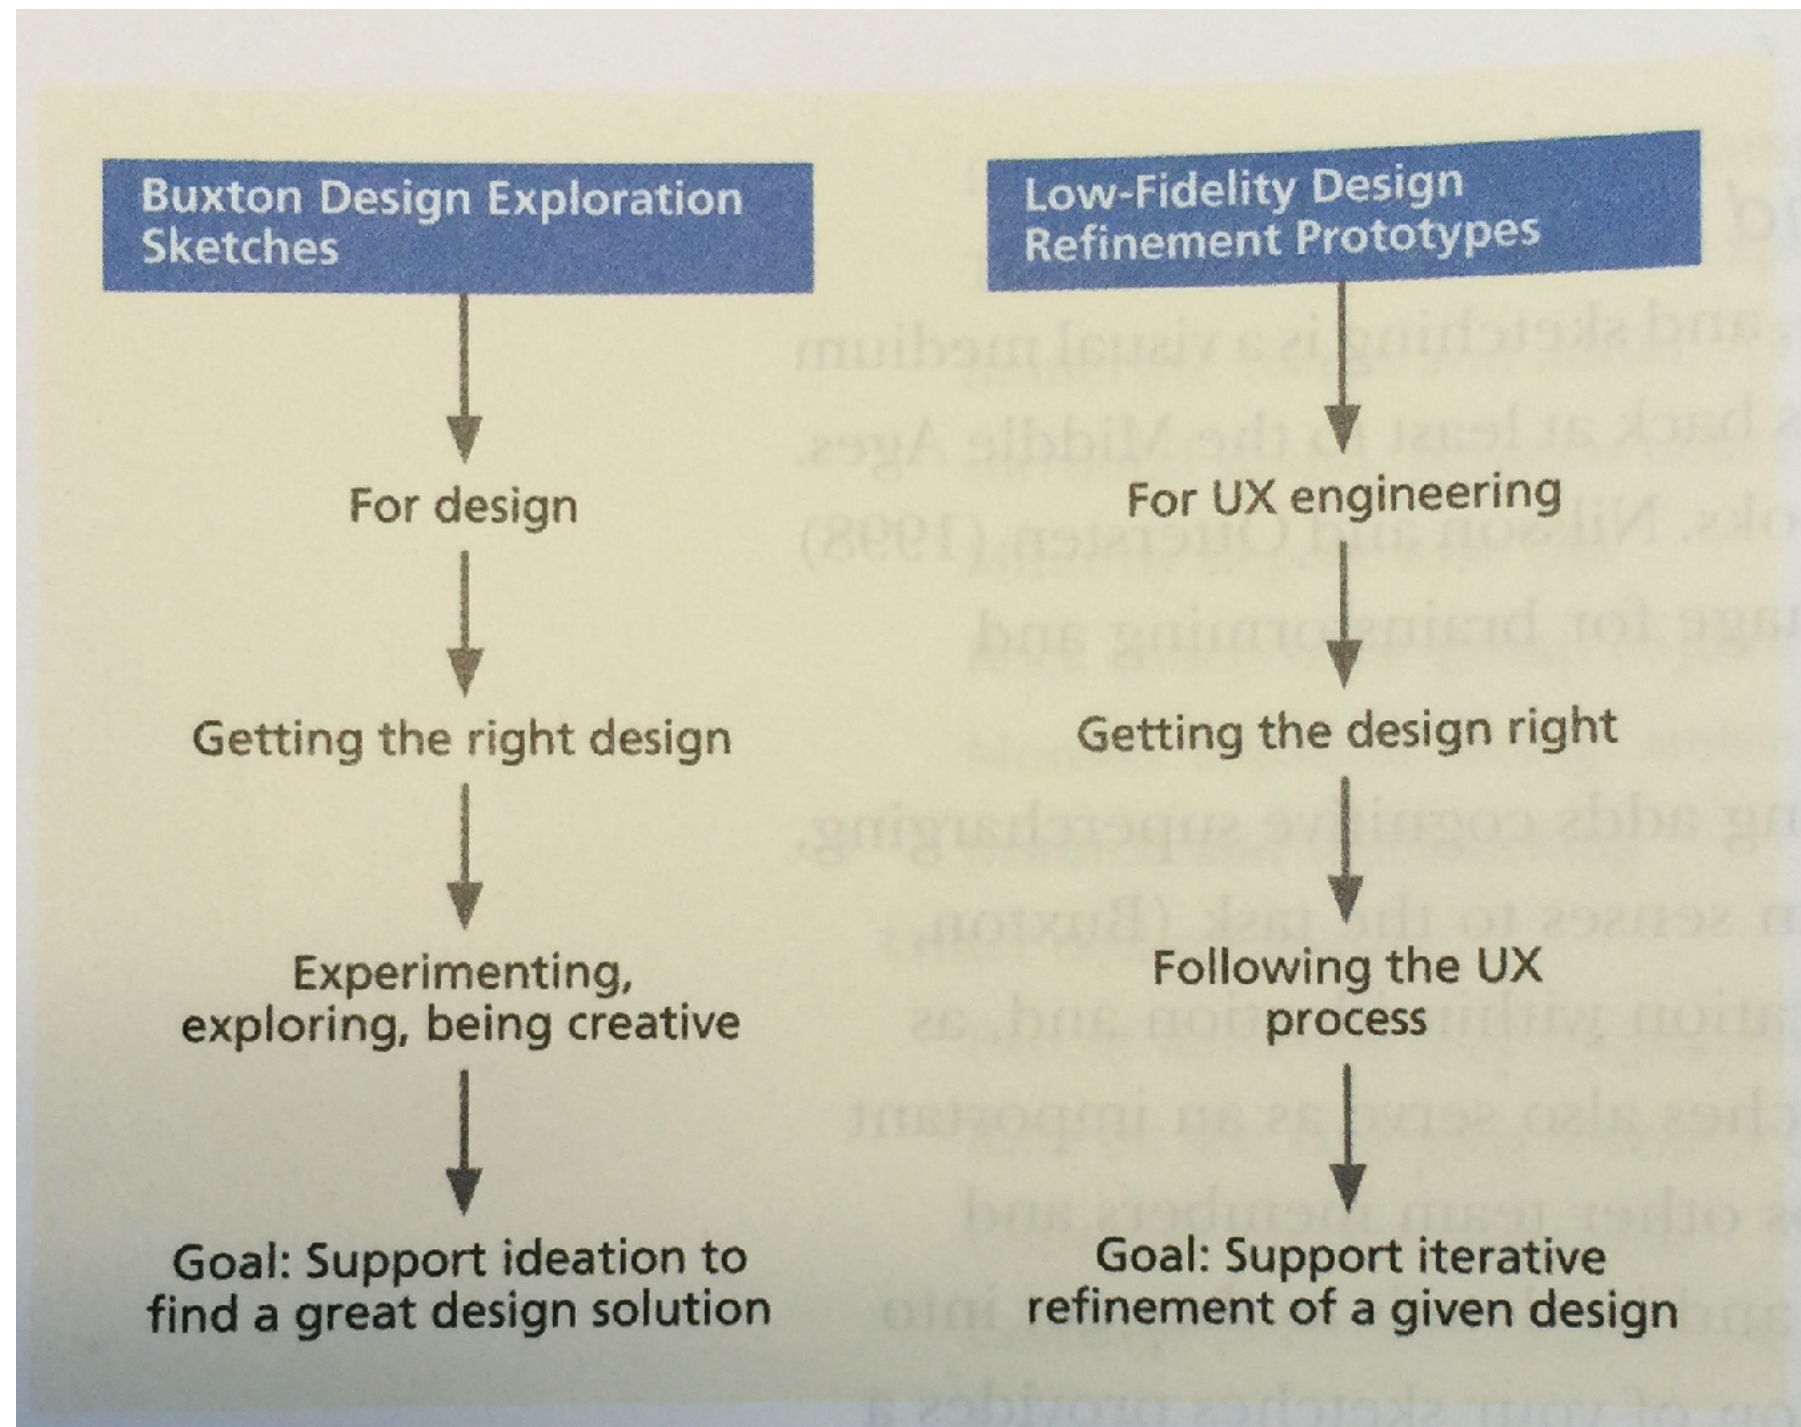 Buxton Design Exploration
Sketches
For design
Getting the right design
Experimenting,
exploring, being creative
Goal: Support ideation to
find a great design solution
Low-Fidelity Design
Refinement Prototypes
For UX engineering
Getting the design right
Following the UX
process
Goal: Support iterative
refinement of a given design